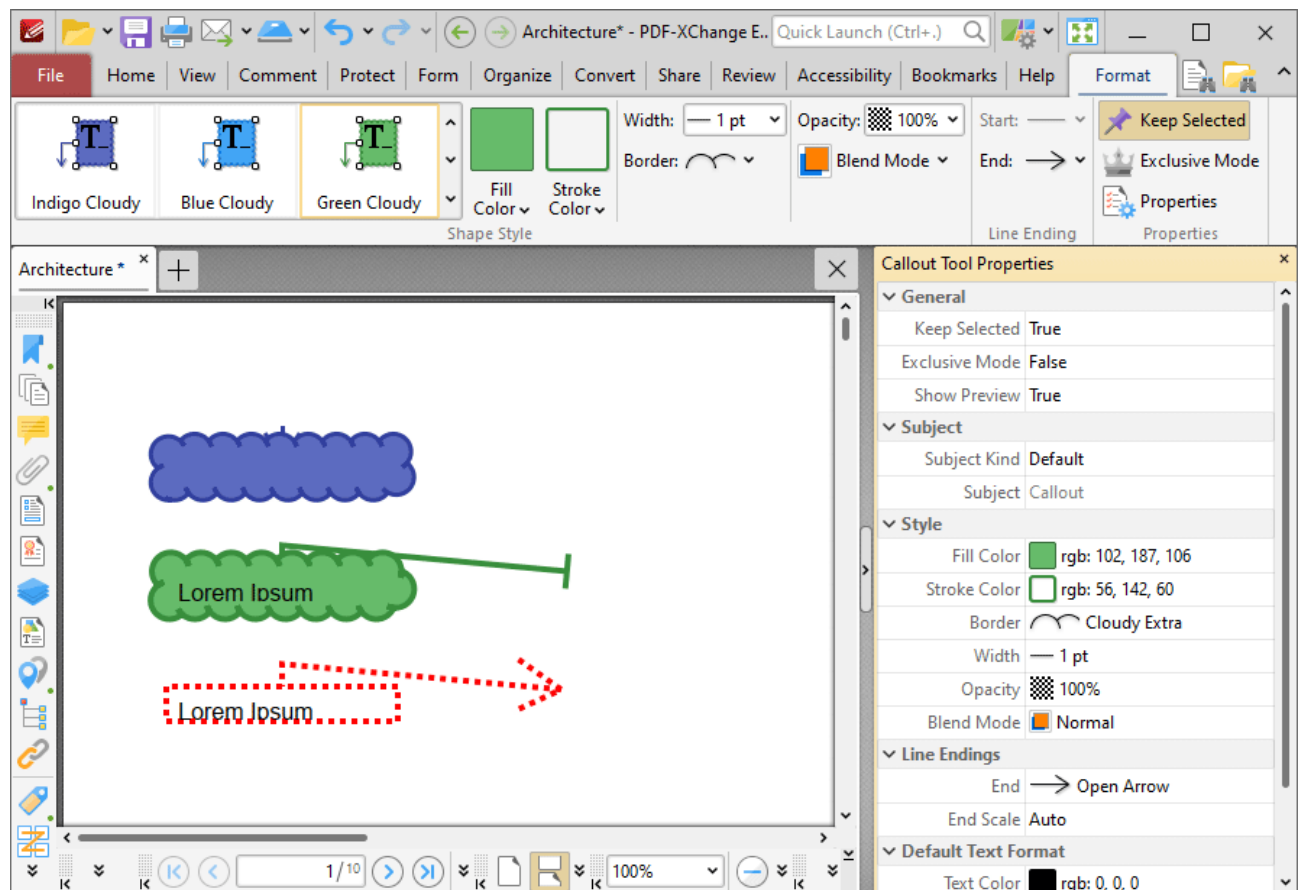 Architecture* - PDF-XChange E.. Quick Launch (Ctrl+.)
File Home View Comment Protect Form Organize Convert Share Review Accessibility Bookmarks Help Format
T T T
Indigo Cloudy Blue Cloudy Green Cloudy
Fill Color Stroke Color
Shape Style
Width: 1 pt
Border:
Opacity: 100%
Blend Mode
Start:
End:
Line Ending
Keep Selected
Exclusive Mode
Properties
Properties
Architecture *
Lorem Ipsum
Lorem Ipsum
1/10
100%
Callout Tool Properties
General
Keep Selected True
Exclusive Mode False
Show Preview True
Subject
Subject Kind Default
Subject Callout
Style
Fill Color rgb: 102, 187, 106
Stroke Color rgb: 56, 142, 60
Border Cloudy Extra
Width 1 pt
Opacity 100%
Blend Mode Normal
Line Endings
End Open Arrow
End Scale Auto
Default Text Format
Text Color rgb: 0, 0, 0